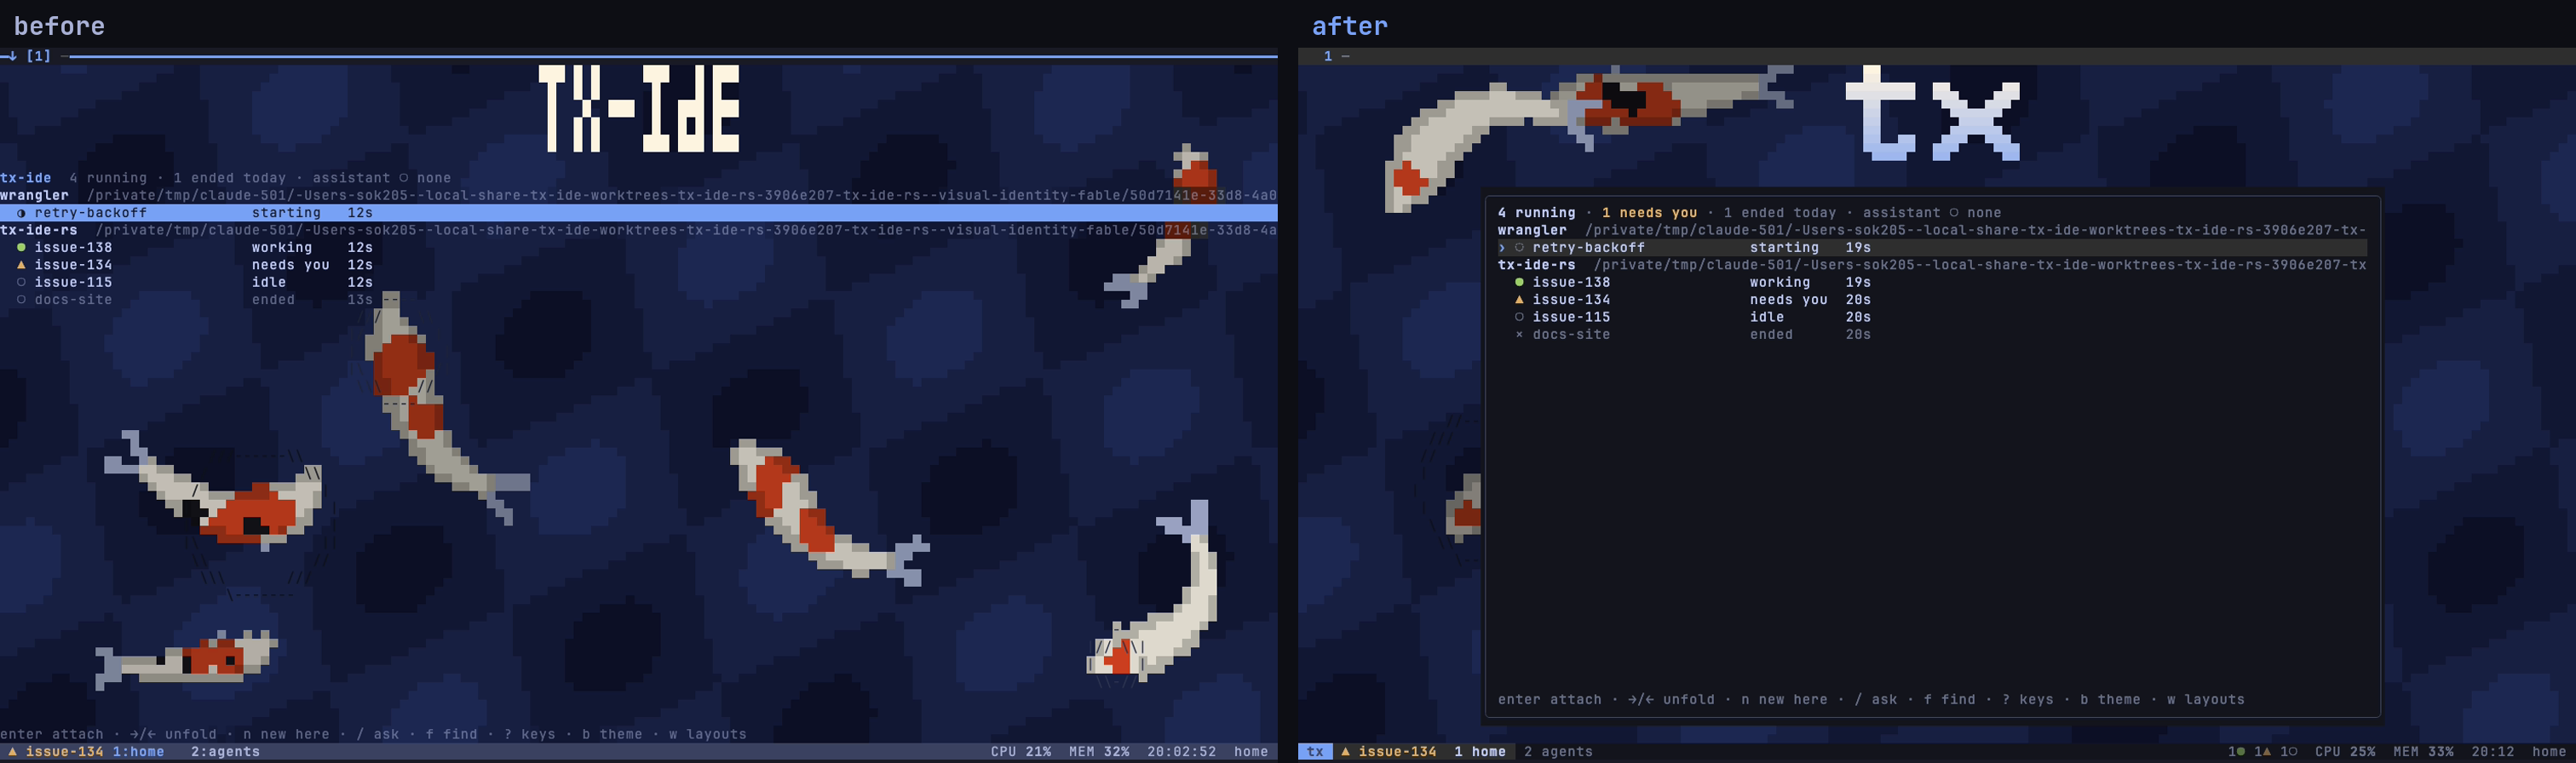 before
↓ [1] —
TX-IdE
tx-ide 4 running · 1 ended today · assistant ○ none
wrangler /private/tmp/claude-501/-Users-sok205--local-share-tx-ide-worktrees-tx-ide-rs-3906e207-tx-ide-rs--visual-identity-fable/50d7141e-33d8-4a0
◑ retry-backoff starting 12s
tx-ide-rs /private/tmp/claude-501/-Users-sok205--local-share-tx-ide-worktrees-tx-ide-rs-3906e207-tx-ide-rs--visual-identity-fable/50d7141e-33d8-4a
● issue-138 working 12s
▲ issue-134 needs you 12s
○ issue-115 idle 12s
○ docs-site ended 13s
enter attach · →/← unfold · n new here · / ask · f find · ? keys · b theme · w layouts
▲ issue-134 1:home 2:agents CPU 21% MEM 32% 20:02:52 home
after
1 —
tx
4 running · 1 needs you · 1 ended today · assistant ○ none
wrangler /private/tmp/claude-501/-Users-sok205--local-share-tx-ide-worktrees-tx-ide-rs-3906e207-tx-
› ○ retry-backoff starting 19s
tx-ide-rs /private/tmp/claude-501/-Users-sok205--local-share-tx-ide-worktrees-tx-ide-rs-3906e207-tx
● issue-138 working 19s
▲ issue-134 needs you 20s
○ issue-115 idle 20s
× docs-site ended 20s
enter attach · →/← unfold · n new here · / ask · f find · ? keys · b theme · w layouts
tx ▲ issue-134 1 home 2 agents 1● 1▲ 1○ CPU 25% MEM 33% 20:12 home